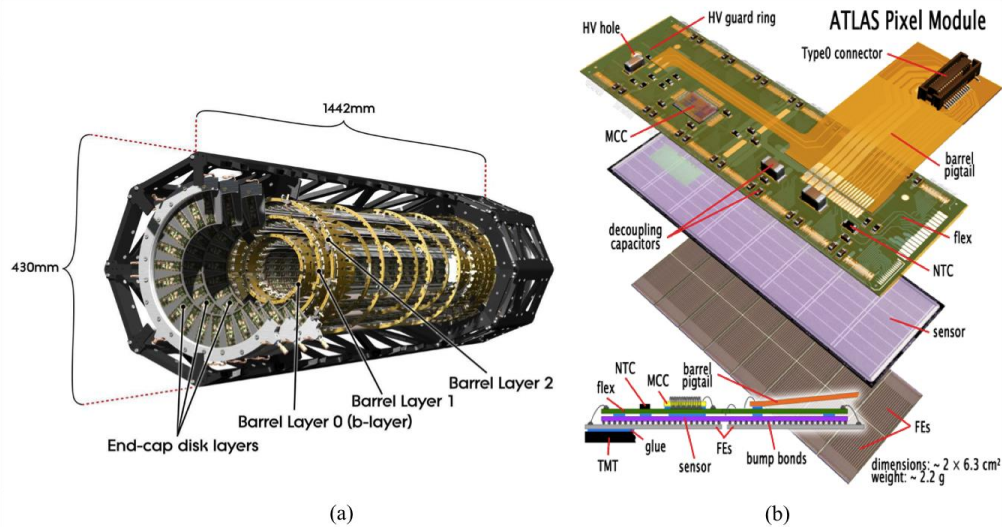 1442mm
430mm
Barrel Layer 2
Barrel Layer 1
Barrel Layer 0 (b-layer)
End-cap disk layers
(a)
ATLAS Pixel Module
HV guard ring
HV hole
Type0 connector
MCC
barrel
pigtail
decoupling
capacitors
flex
NTC
sensor
NTC
MCC
barrel
pigtail
flex
FEs
glue
FEs
TMT
sensor
bump bonds
dimensions: ~ 2 × 6.3 cm²
weight: ~ 2.2 g
(b)